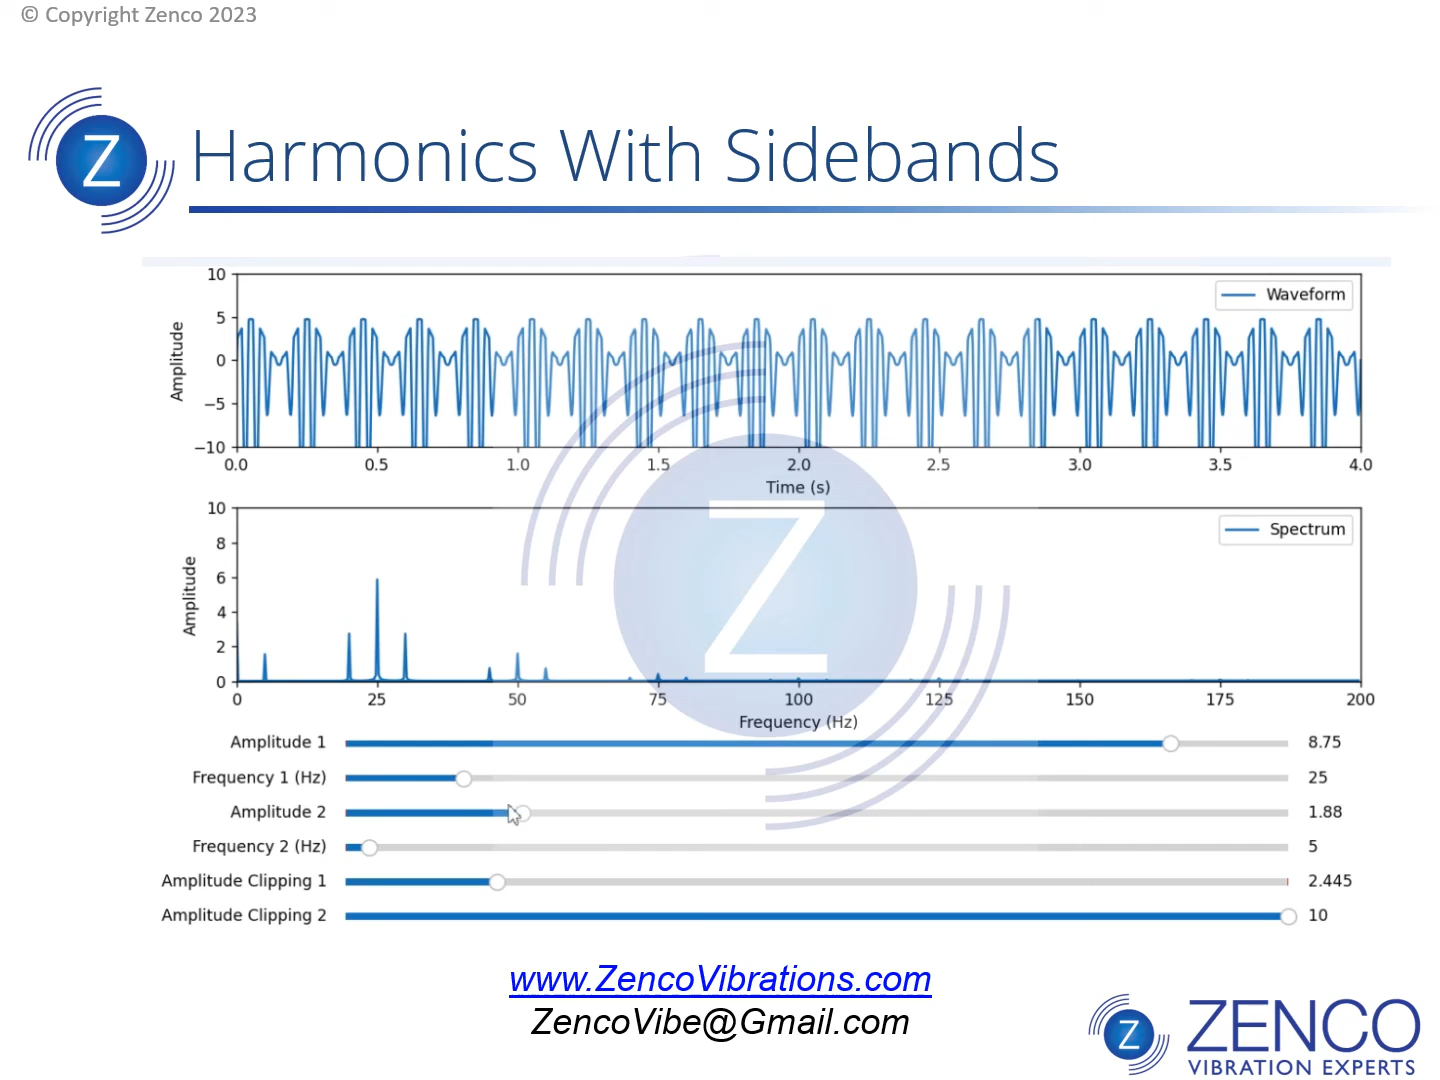 © Copyright Zenco 2023
Z
Harmonics With Sidebands
10
5
0
−5
−10
Amplitude
Waveform
0.0 0.5 1.0 1.5 2.0 2.5 3.0 3.5 4.0
Time (s)
10
8
6
4
2
0
Amplitude
Spectrum
Z
0 25 50 75 100 125 150 175 200
Frequency (Hz)
Amplitude 1 8.75
Frequency 1 (Hz) 25
Amplitude 2 1.88
Frequency 2 (Hz) 5
Amplitude Clipping 1 2.445
Amplitude Clipping 2 10
www.ZencoVibrations.com
ZencoVibe@Gmail.com
Z
ZENCO
VIBRATION EXPERTS